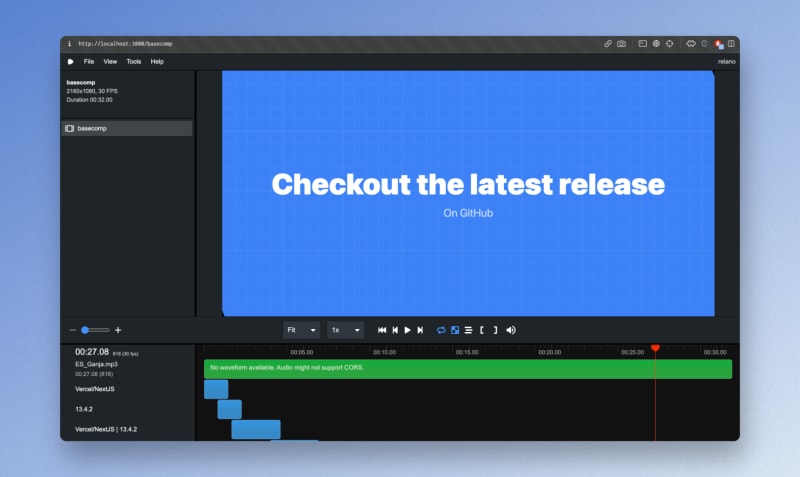 http://localhost:3000/basecomp
File View Tools Help
relano
basecomp
2160x1080, 30 FPS
Duration 00:32.00
basecomp
Checkout the latest release
On GitHub
Fit
1x
00:27.08 818 (30 fps)
00:05.00 00:10.00 00:15.00 00:20.00 00:25.00 00:30.00
ES_Ganja.mp3
00:27.08 (818)
No waveform available. Audio might not support CORS.
Vercel/NextJS
13.4.2
Vercel/NextJS | 13.4.2